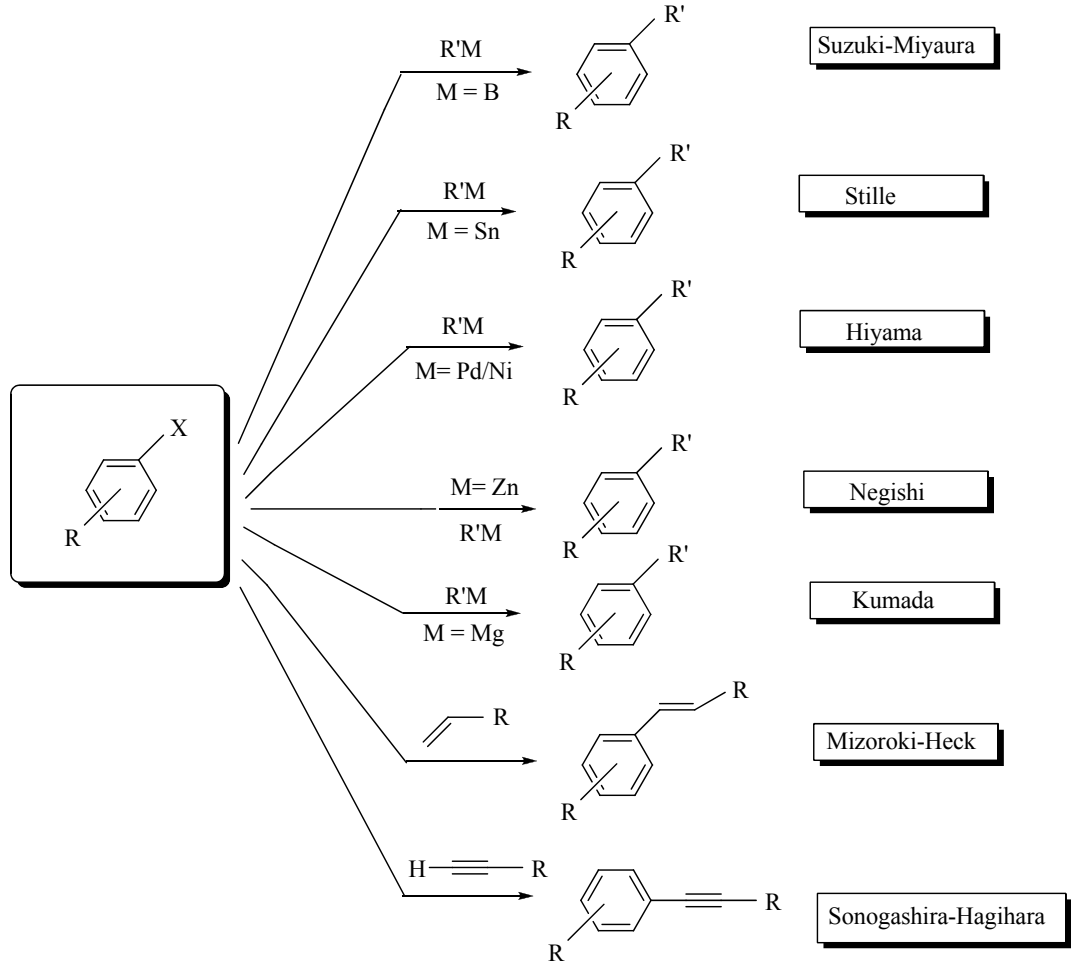 R'M
M = B
R'
R
Suzuki-Miyaura
R'M
M = Sn
R'
R
Stille
R'M
M= Pd/Ni
R'
R
Hiyama
X
R
M= Zn
R'M
R'
R
Negishi
R'M
M = Mg
R'
R
Kumada
R
R
R
Mizoroki-Heck
H
R
R
R
Sonogashira-Hagihara